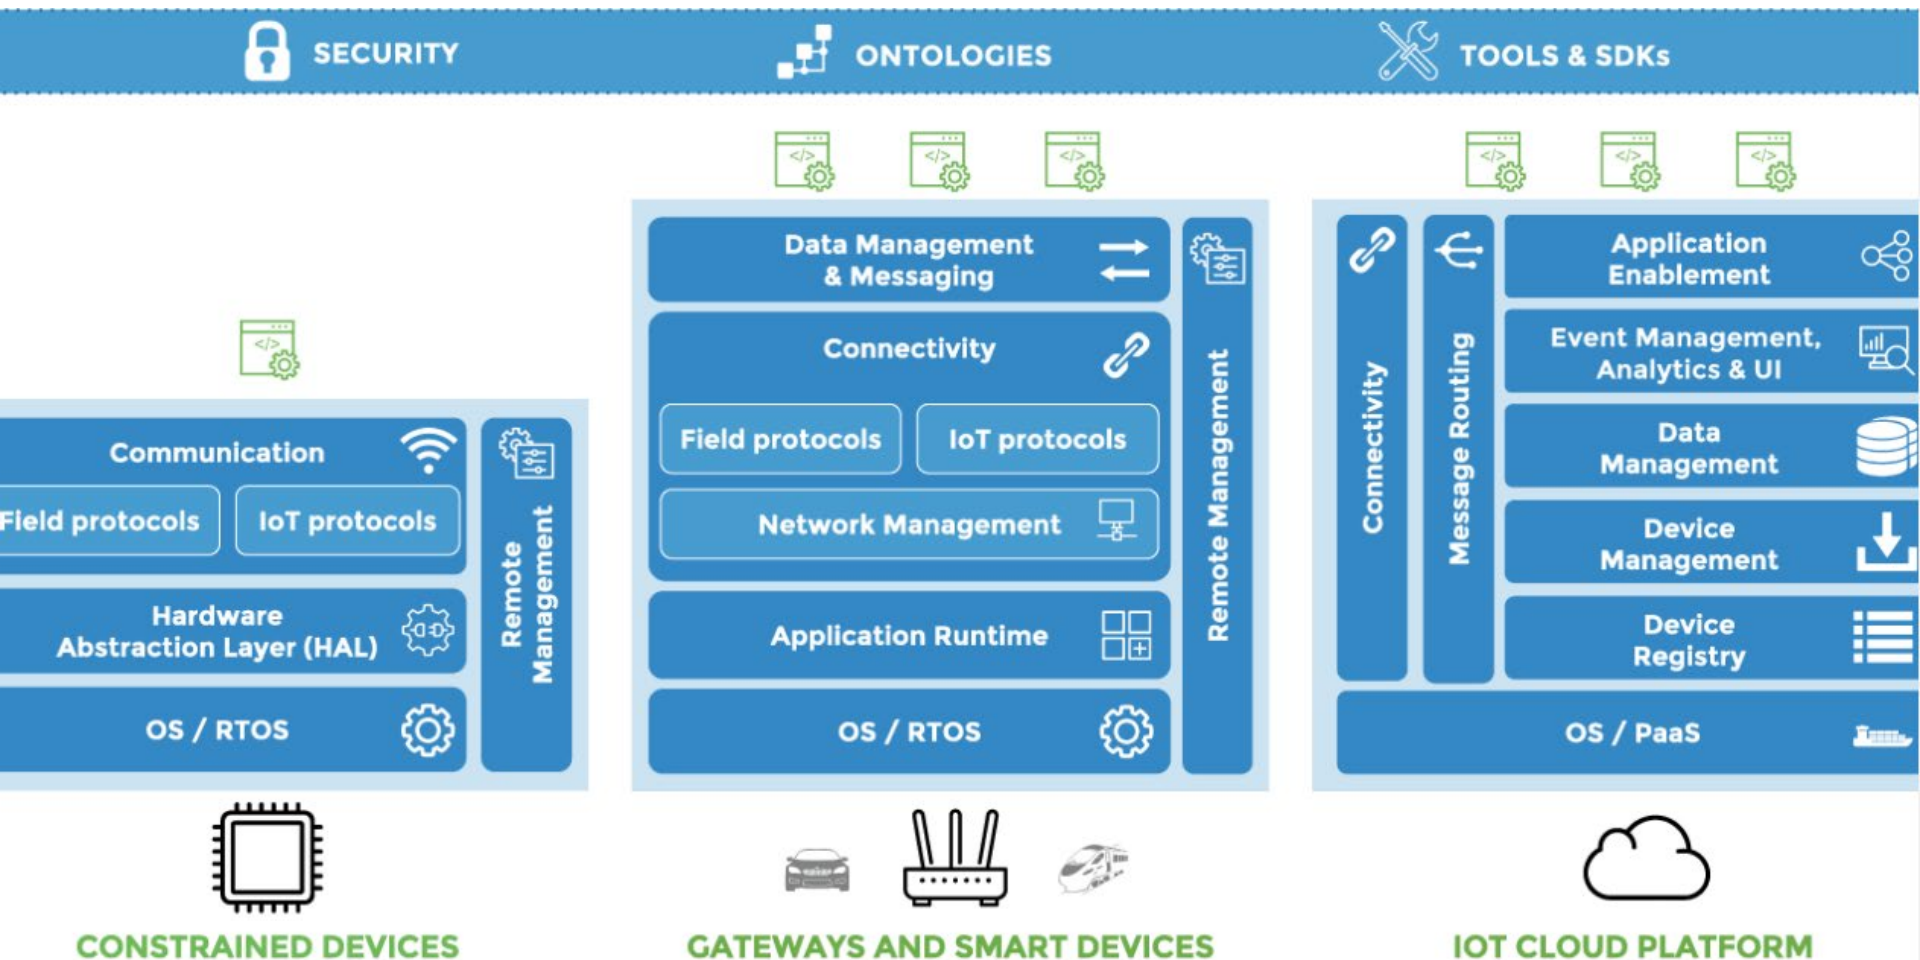 SECURITY
ONTOLOGIES
TOOLS & SDKs
Communication
Field protocols
IoT protocols
Hardware
Abstraction Layer (HAL)
OS / RTOS
Remote
Management
CONSTRAINED DEVICES
</>
</>
</>
</>
Data Management
& Messaging
Connectivity
Field protocols
IoT protocols
Network Management
Application Runtime
OS / RTOS
Remote Management
GATEWAYS AND SMART DEVICES
</>
</>
</>
Connectivity
Message Routing
Application
Enablement
Event Management,
Analytics & UI
Data
Management
Device
Management
Device
Registry
OS / PaaS
IOT CLOUD PLATFORM